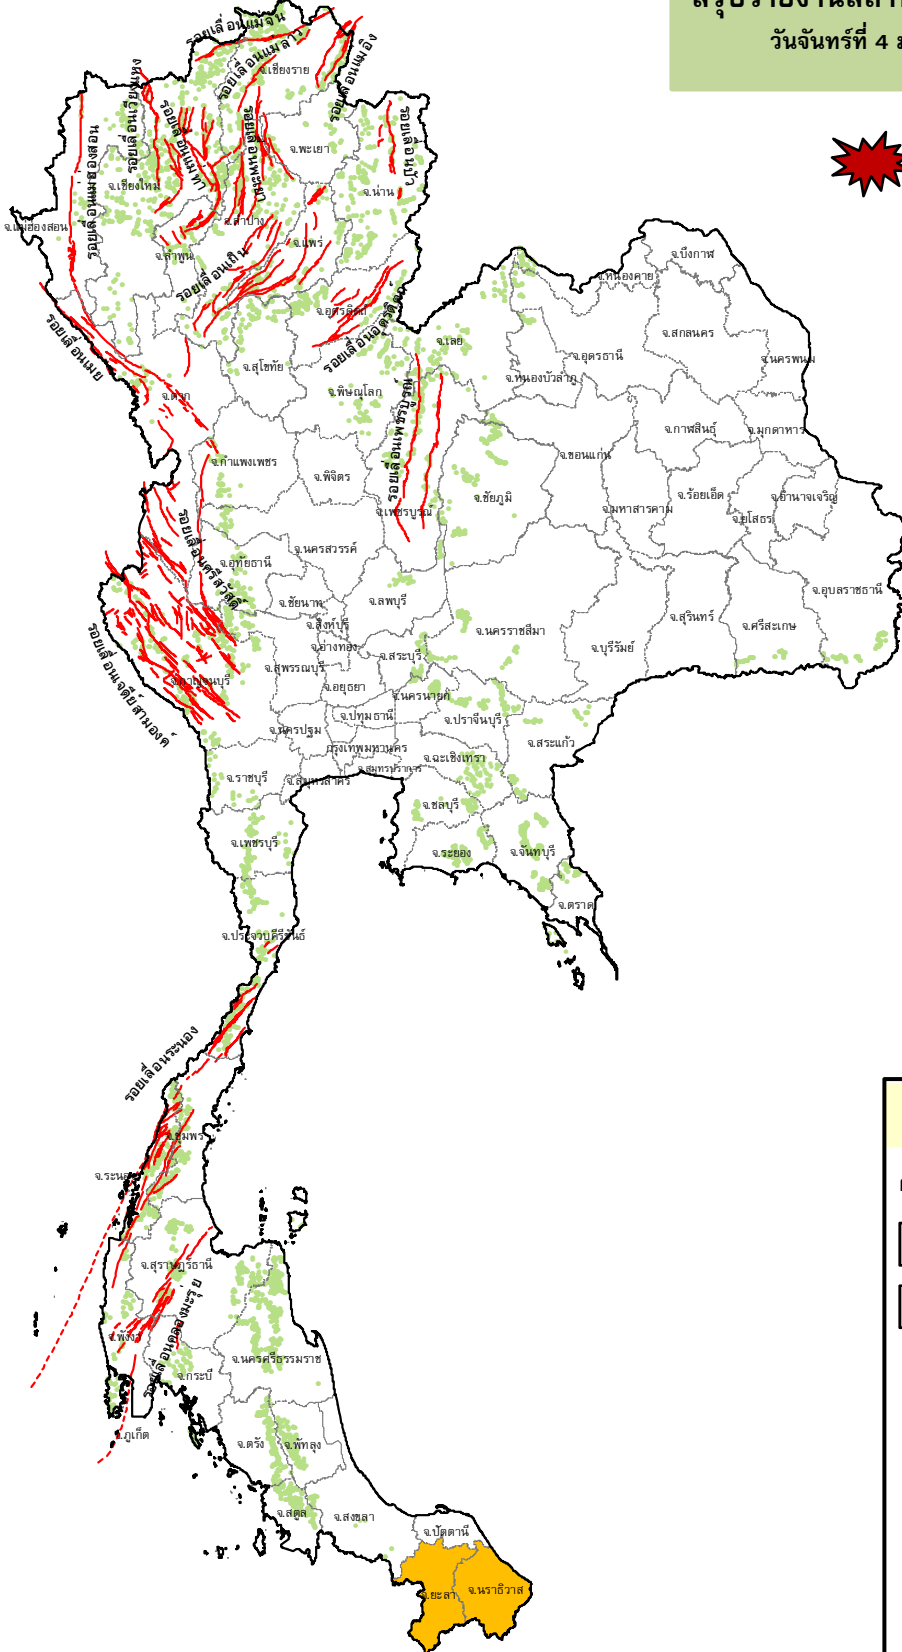 วันจันทร์ที่ 4 ม
รอยเลื่อนแม่จัน
รอยเลื่อนแม่ลาว
รอยเลื่อนแม่อิง
จ.เชียงราย
รอยเลื่อนเวียงแหง
รอยเลื่อนแม่ทา
รอยเลื่อนพะเยา
รอยเลื่อนปัว
รอยเลื่อนแม่ฮ่องสอน
จ.พะเยา
จ.เชียงใหม่
จ.น่าน
จ.แม่ฮ่องสอน
จ.ลำปาง
จ.แพร่
จ.ลำพูน
รอยเลื่อนเถิน
จ.บึงกาฬ
จ.หนองคาย
จ.อุตรดิตถ์
รอยเลื่อนอุตรดิตถ์
รอยเลื่อนเมย
จ.สกลนคร
จ.เลย
จ.อุดรธานี
จ.นครพนม
จ.สุโขทัย
จ.หนองบัวลำภู
จ.ตาก
จ.พิษณุโลก
รอยเลื่อนเพชรบูรณ์
จ.กาฬสินธุ์
จ.มุกดาหาร
จ.ขอนแก่น
จ.กำแพงเพชร
จ.พิจิตร
จ.ชัยภูมิ
จ.ร้อยเอ็ด
จ.อำนาจเจริญ
จ.เพชรบูรณ์
จ.มหาสารคาม
จ.ยโสธร
รอยเลื่อนศรีสวัสดิ์
จ.นครสวรรค์
จ.อุทัยธานี
จ.อุบลราชธานี
จ.ชัยนาท
จ.ลพบุรี
จ.สิงห์บุรี
จ.นครราชสีมา
จ.สุรินทร์
จ.ศรีสะเกษ
จ.อ่างทอง
จ.บุรีรัมย์
จ.สระบุรี
รอยเลื่อนเจดีย์สามองค์
จ.สุพรรณบุรี
จ.กาญจนบุรี
จ.อยุธยา
จ.นครนายก
จ.ปทุมธานี
จ.ปราจีนบุรี
จ.นครปฐม
จ.สระแก้ว
กรุงเทพมหานคร
จ.ฉะเชิงเทรา
จ.สมุทรปราการ
จ.ราชบุรี
จ.สมุทรสาคร
จ.ชลบุรี
จ.เพชรบุรี
จ.ระยอง
จ.จันทบุรี
จ.ตราด
จ.ประจวบคีรีขันธ์
รอยเลื่อนระนอง
จ.ชุมพร
จ.สุราษฎร์ธานี
รอยเลื่อนคลองมะรุ่ย
จ.พังงา
จ.นครศรีธรรมราช
จ.กระบี่
จ.ภูเก็ต
จ.ตรัง
จ.พัทลุง
จ.สตูล
จ.สงขลา
จ.ปัตตานี
จ.ยะลา
จ.นราธิวาส